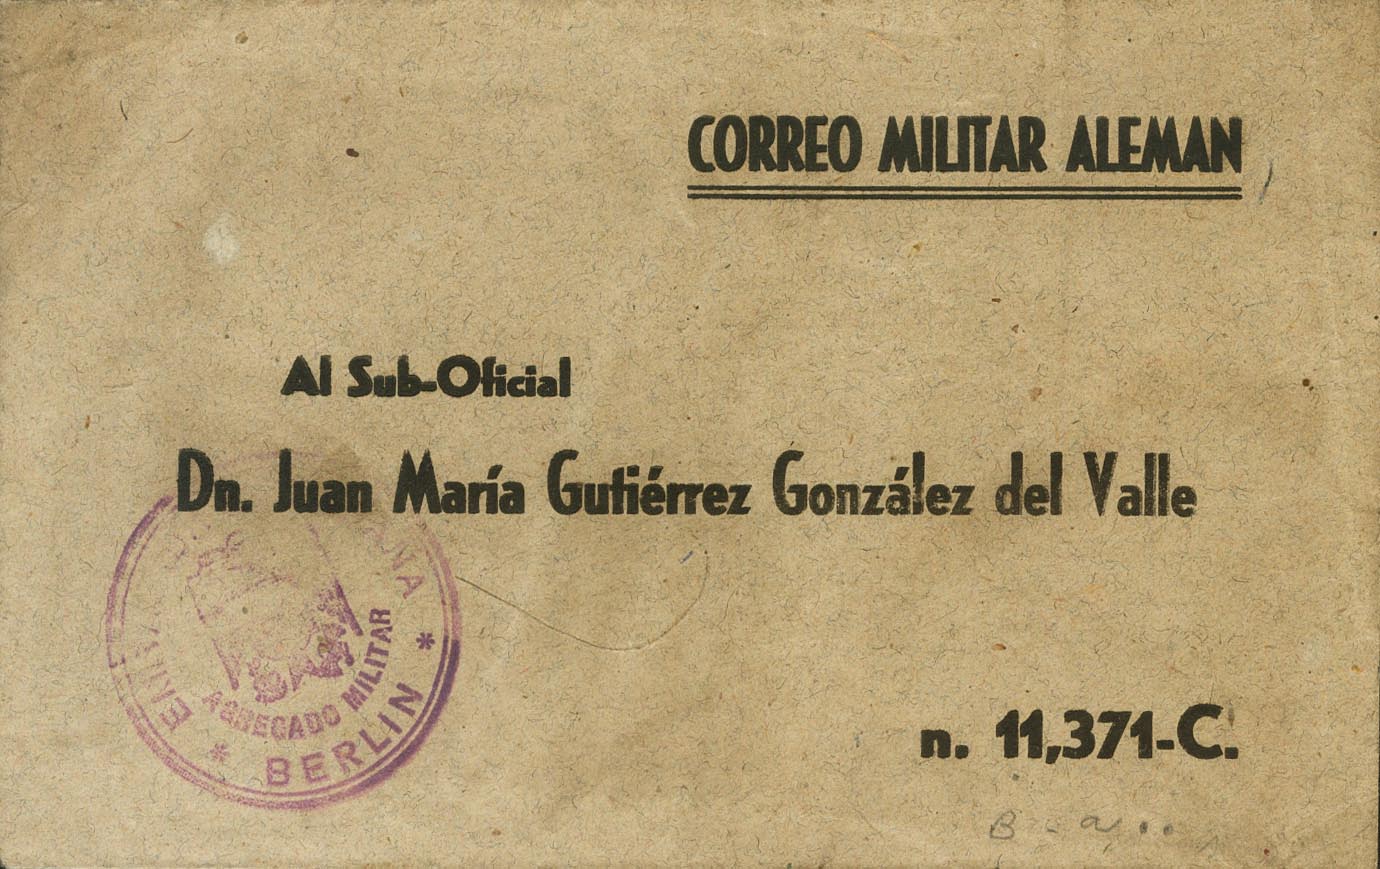 CORREO MILITAR ALEMAN
Al Sub-Oficial
Dn. Juan María Gutiérrez González del Valle
AGREGADO MILITAR
* BERLIN *
n. 11,371-C.